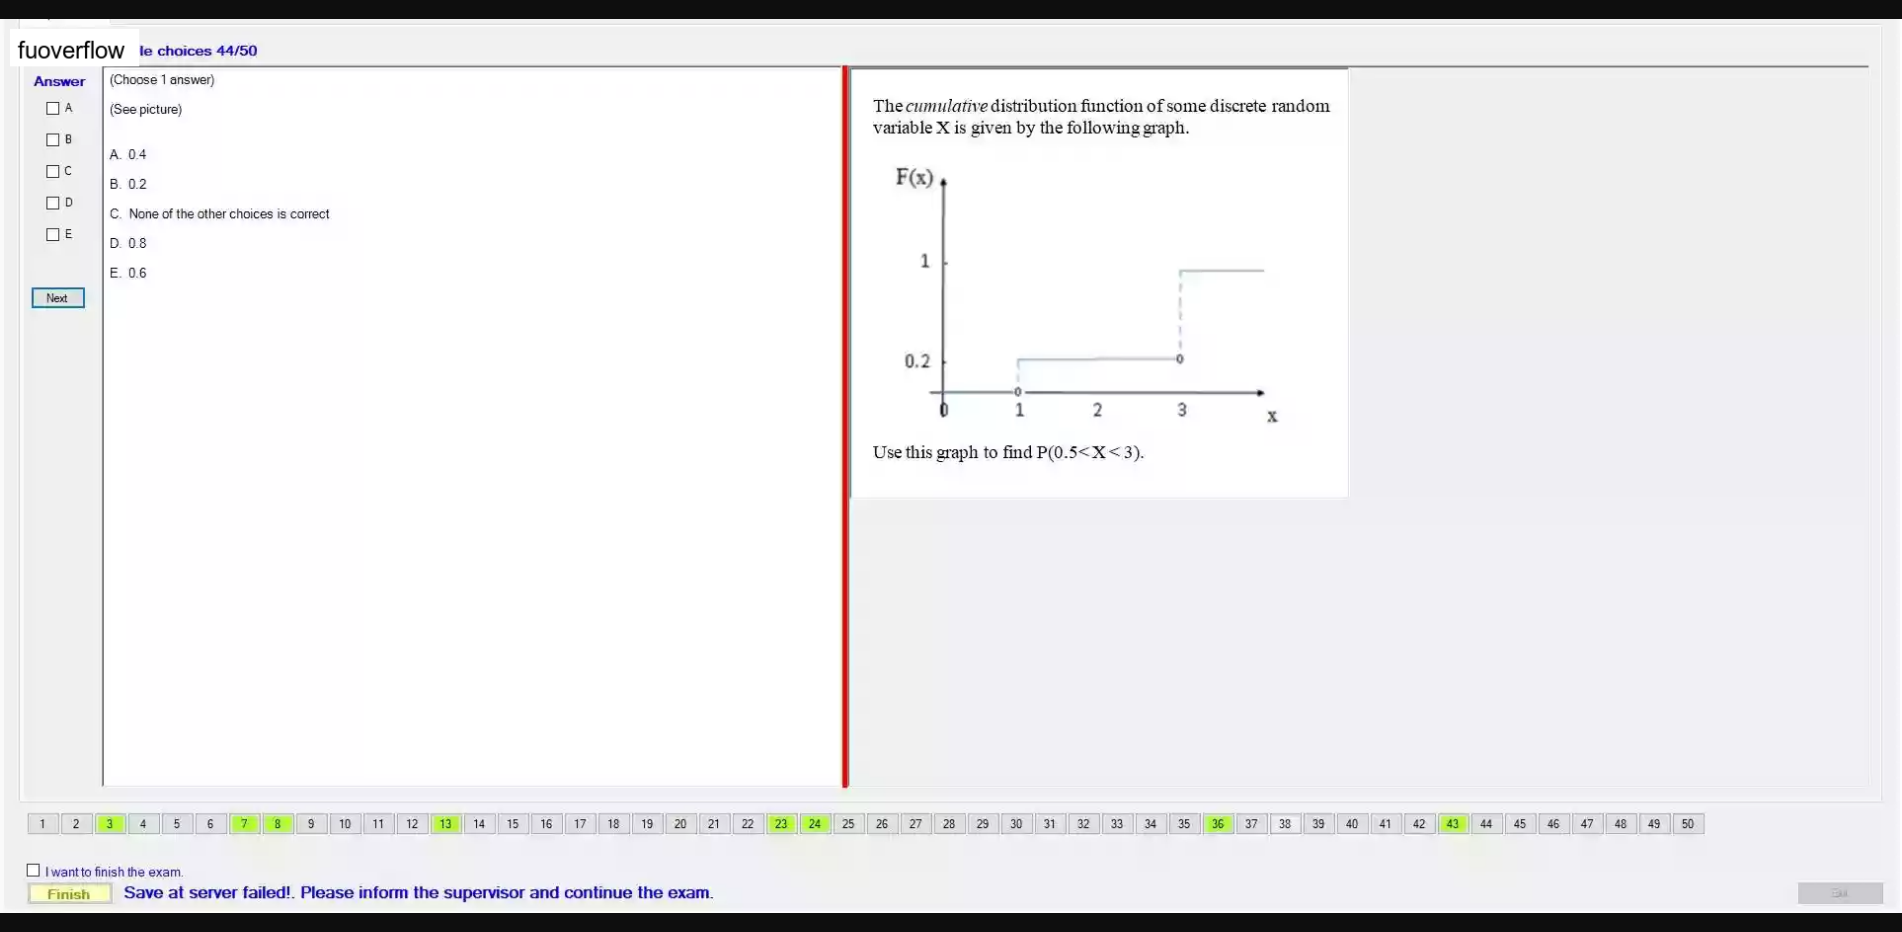 fuoverflow
le choices 44/50
Answer
A
B
C
D
E
Next
(Choose 1 answer)
(See picture)
A. 0.4
B. 0.2
C. None of the other choices is correct
D. 0.8
E. 0.6
The cumulative distribution function of some discrete random
variable X is given by the following graph.
F(x)
1
0.2
0 1 2 3 x
Use this graph to find P(0.5< X < 3).
1 2 3 4 5 6 7 8 9 10 11 12 13 14 15 16 17 18 19 20 21 22 23 24 25 26 27 28 29 30 31 32 33 34 35 36 37 38 39 40 41 42 43 44 45 46 47 48 49 50
I want to finish the exam.
Finish Save at server failed!. Please inform the supervisor and continue the exam.